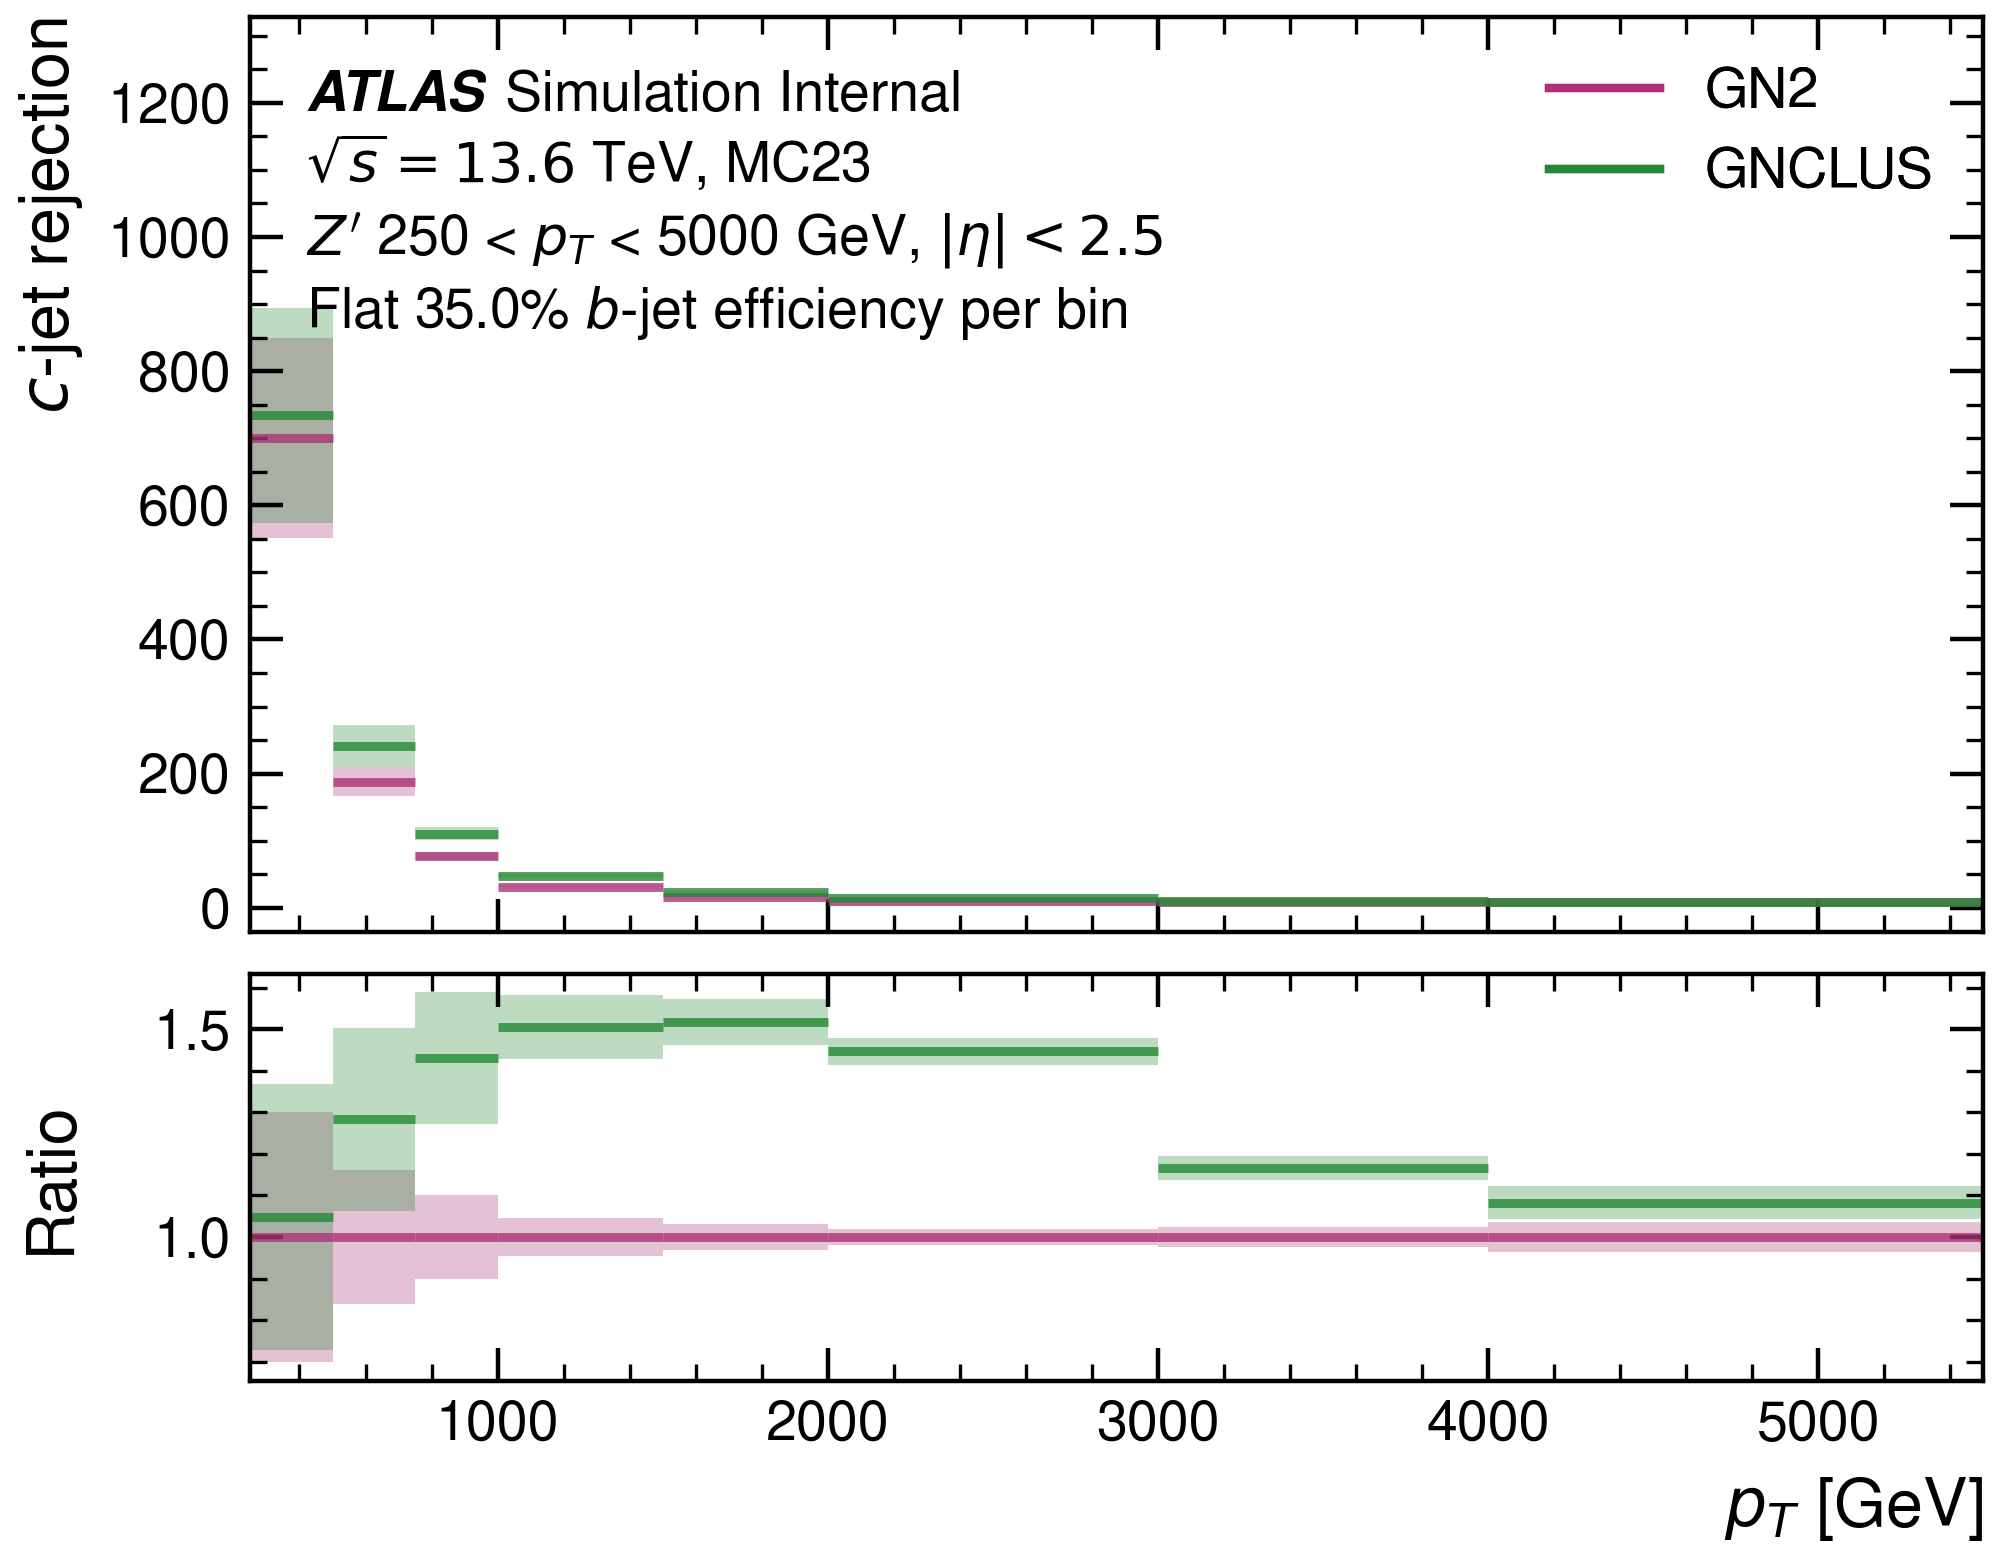 c-jet rejection
1200
1000
800
600
400
200
0
ATLAS Simulation Internal
√s = 13.6 TeV, MC23
Z′ 250 < pT < 5000 GeV, |η| < 2.5
Flat 35.0% b-jet efficiency per bin
GN2
GNCLUS
Ratio
1.5
1.0
1000 2000 3000 4000 5000
pT [GeV]